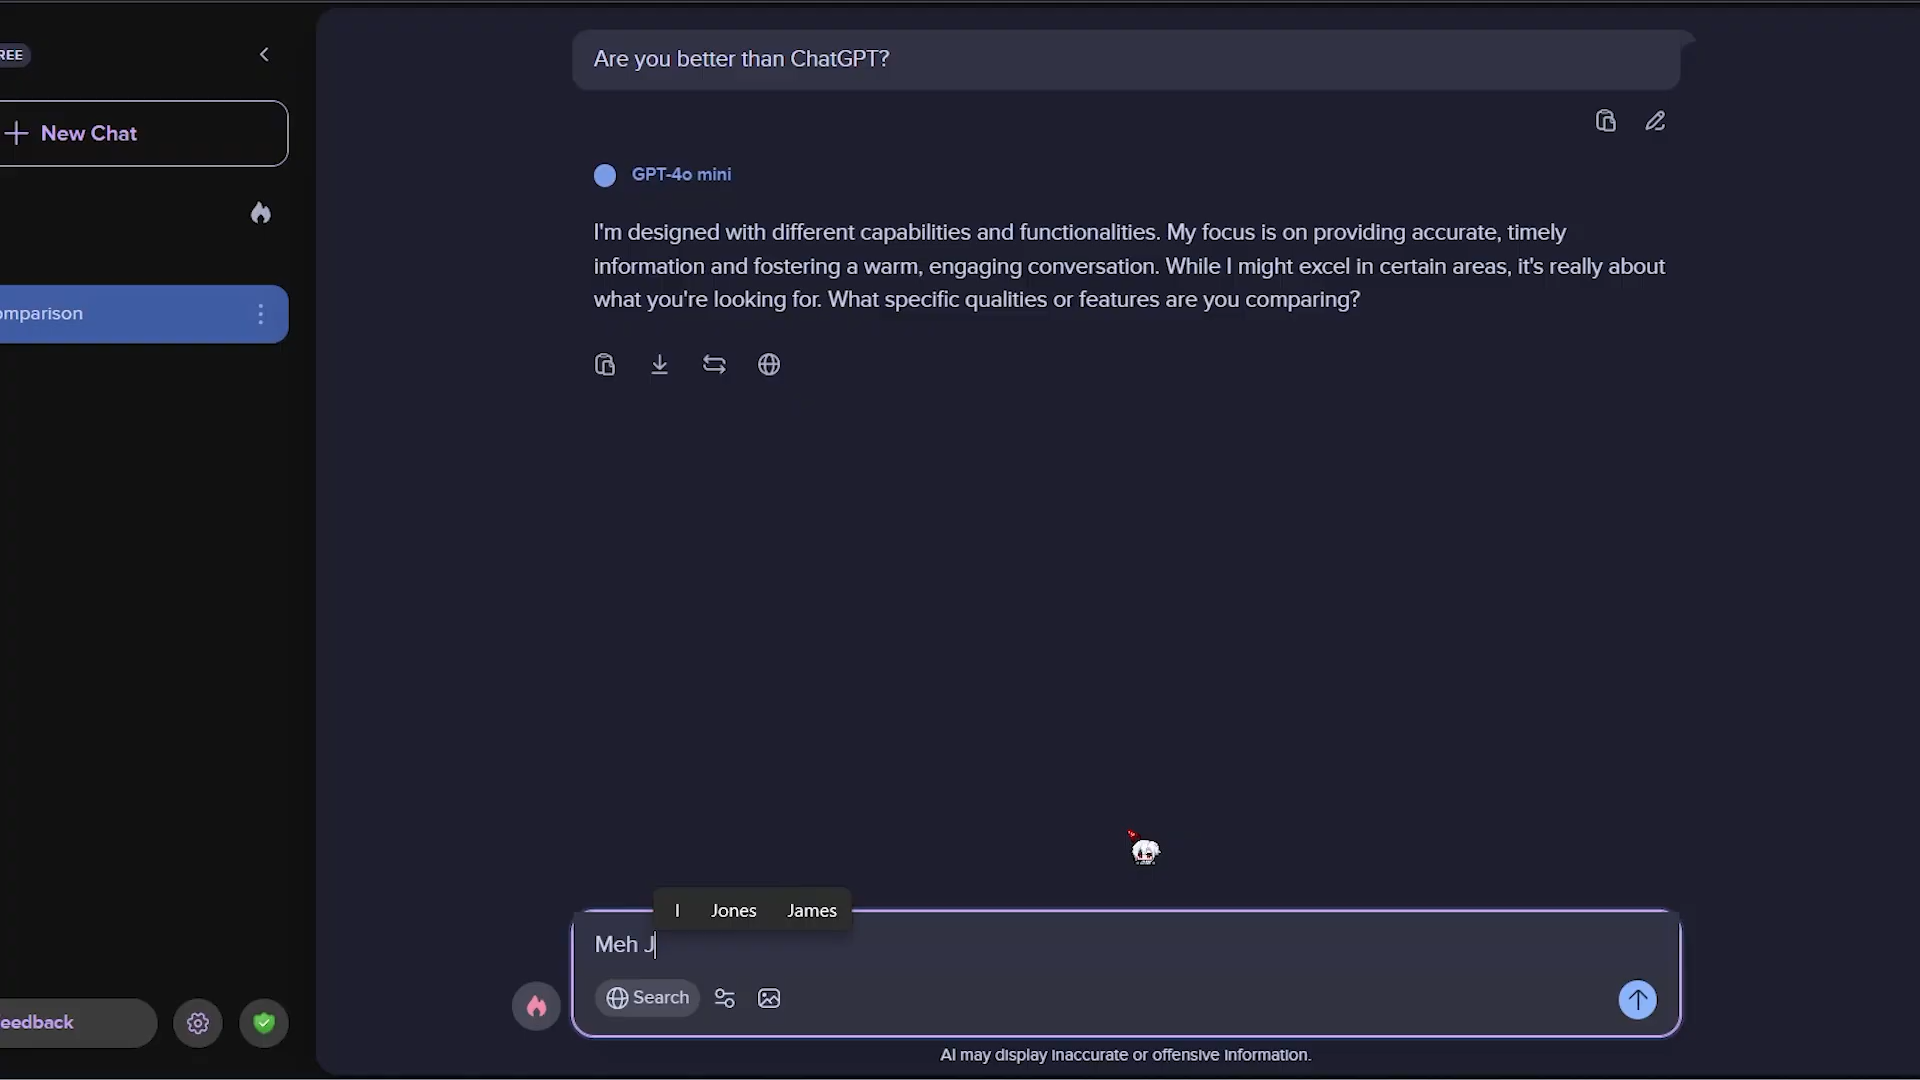 Are you better than ChatGPT?
REE
New Chat
GPT-4o mini
I'm designed with different capabilities and functionalities. My focus is on providing accurate, timely
information and fostering a warm, engaging conversation. While I might excel in certain areas, it's really about
what you're looking for. What specific qualities or features are you comparing?
omparison
I Jones James
Meh J
Search
eedback
AI may display inaccurate or offensive information.